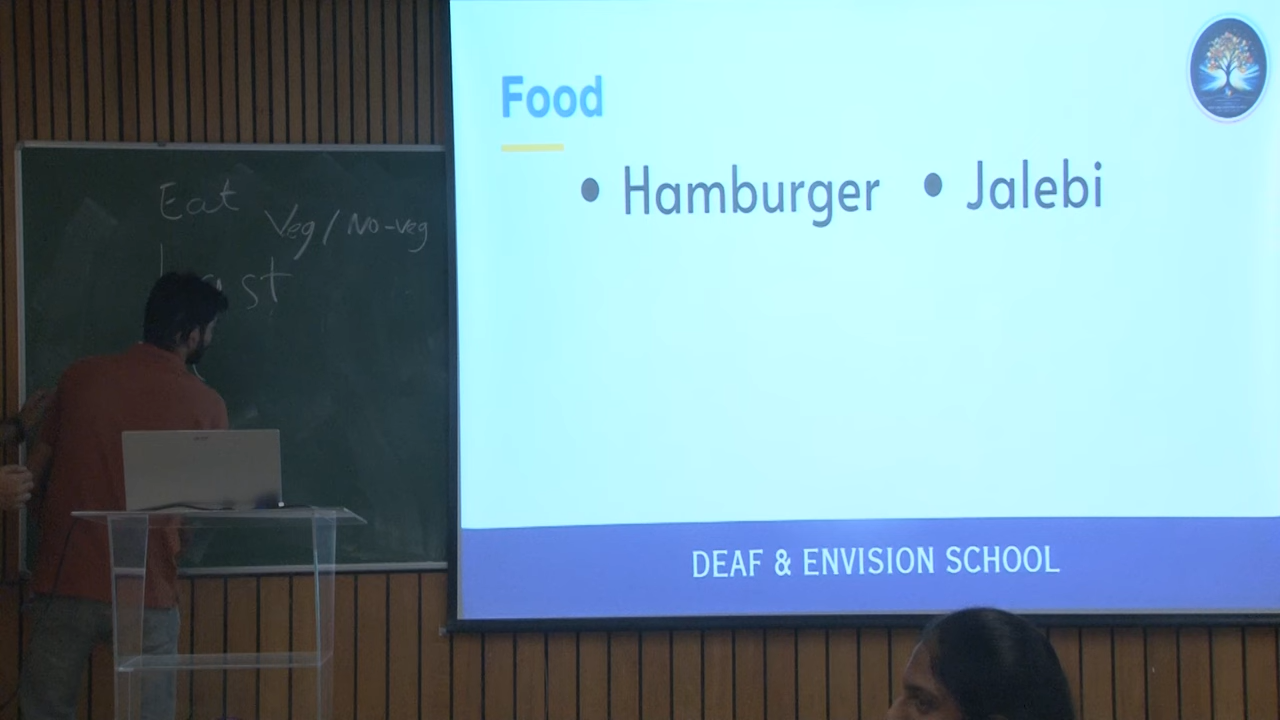 Eat
Veg/No-veg
Food
• Hamburger • Jalebi
DEAF & ENVISION SCHOOL